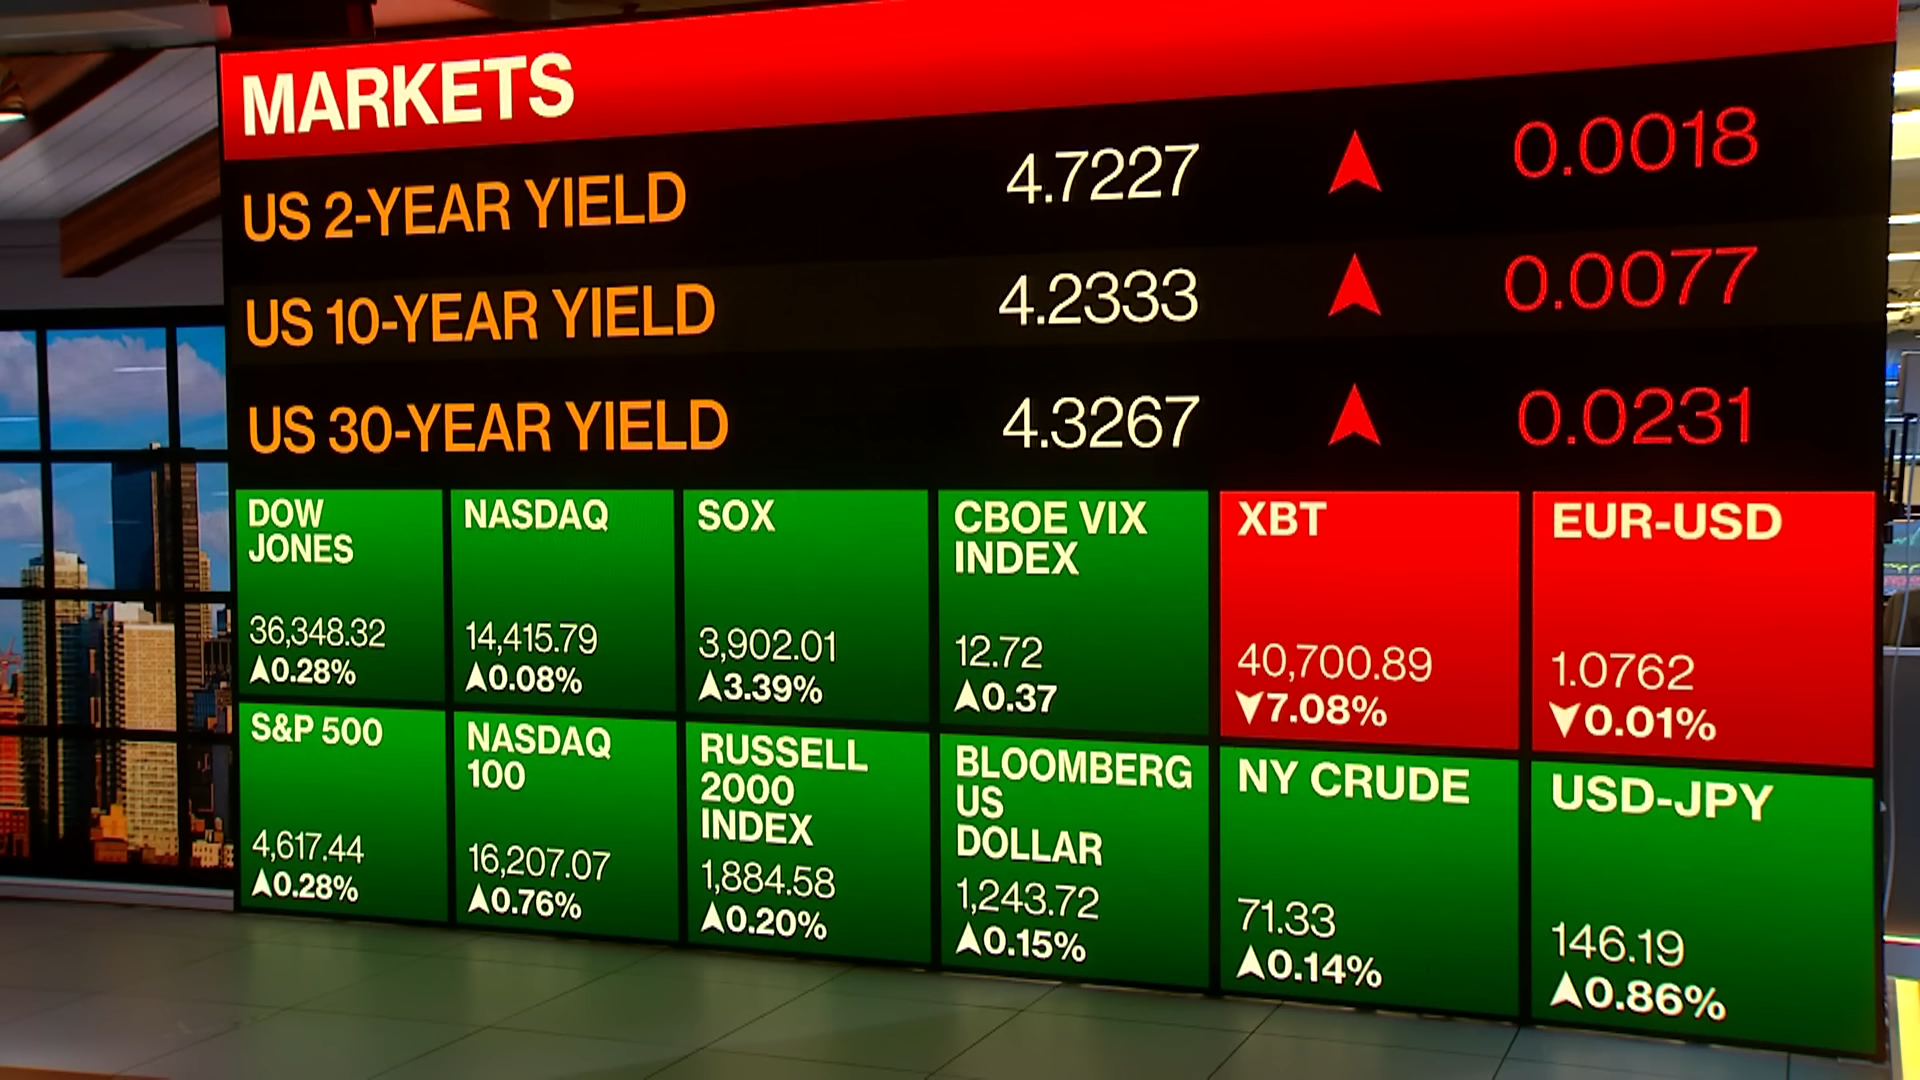 MARKETS
US 2-YEAR YIELD 4.7227 ▲ 0.0018
US 10-YEAR YIELD 4.2333 ▲ 0.0077
US 30-YEAR YIELD 4.3267 ▲ 0.0231
DOW
JONES
36,348.32
▲0.28%
NASDAQ
14,415.79
▲0.08%
SOX
3,902.01
▲3.39%
CBOE VIX
INDEX
12.72
▲0.37
XBT
40,700.89
▼7.08%
EUR-USD
1.0762
▼0.01%
S&P 500
4,617.44
▲0.28%
NASDAQ
100
16,207.07
▲0.76%
RUSSELL
2000
INDEX
1,884.58
▲0.20%
BLOOMBERG
US
DOLLAR
1,243.72
▲0.15%
NY CRUDE
71.33
▲0.14%
USD-JPY
146.19
▲0.86%